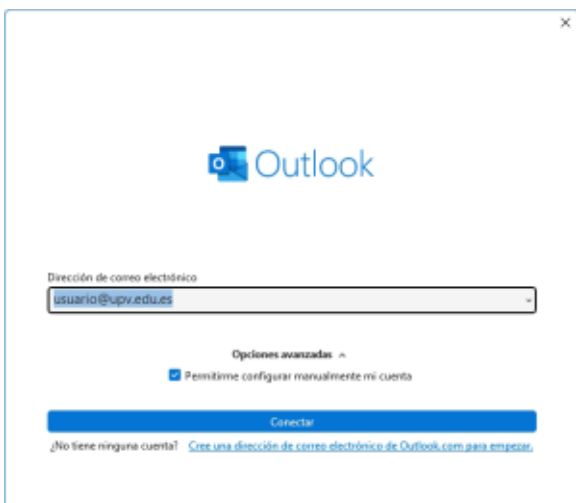 Outlook
Dirección de correo electrónico
usuario@upv.edu.es
Opciones avanzadas
Permitirme configurar manualmente mi cuenta
Conectar
¿No tiene ninguna cuenta? Cree una dirección de correo electrónico de Outlook.com para empezar.